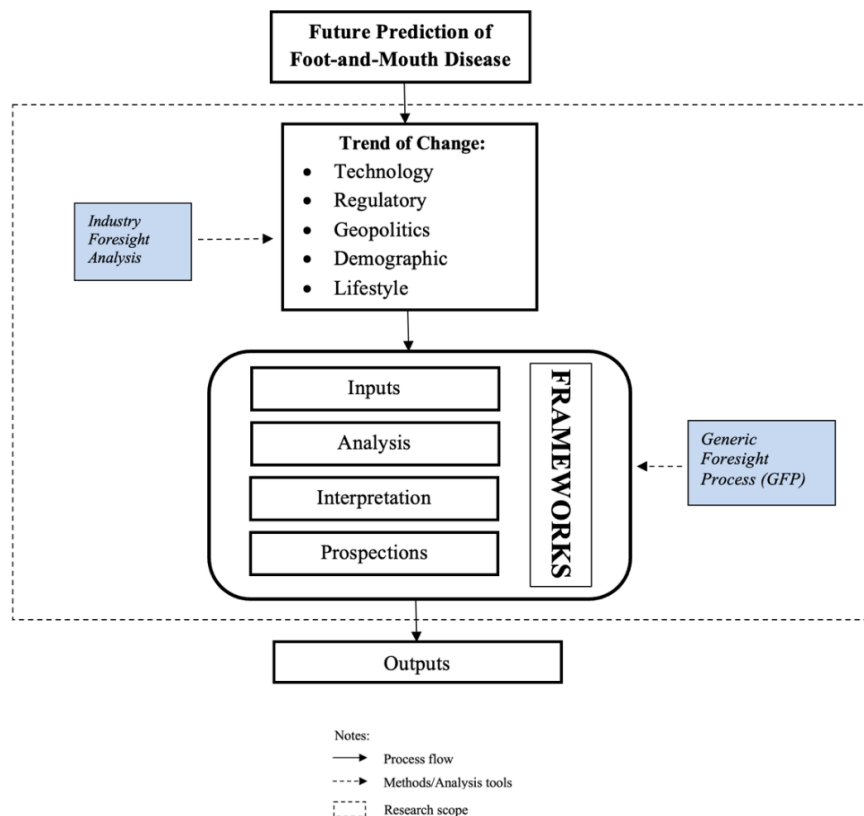 Future Prediction of
Foot-and-Mouth Disease
Trend of Change:
• Technology
• Regulatory
• Geopolitics
• Demographic
• Lifestyle
Industry
Foresight
Analysis
Inputs
Analysis
Interpretation
Prospections
FRAMEWORKS
Generic
Foresight
Process (GFP)
Outputs
Notes:
Process flow
Methods/Analysis tools
Research scope